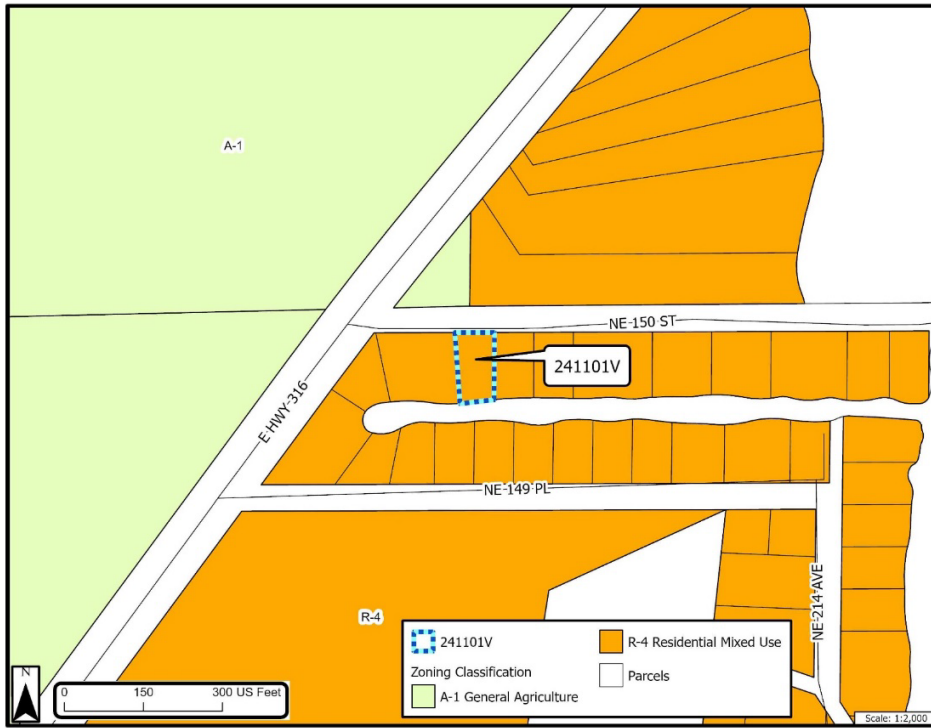 A-1
NE 150 ST
241101V
E HWY 316
NE 149 PL
NE 214 AVE
R-4
241101V
Zoning Classification
A-1 General Agriculture
R-4 Residential Mixed Use
Parcels
N
0 150 300 US Feet
Scale: 1:2,000